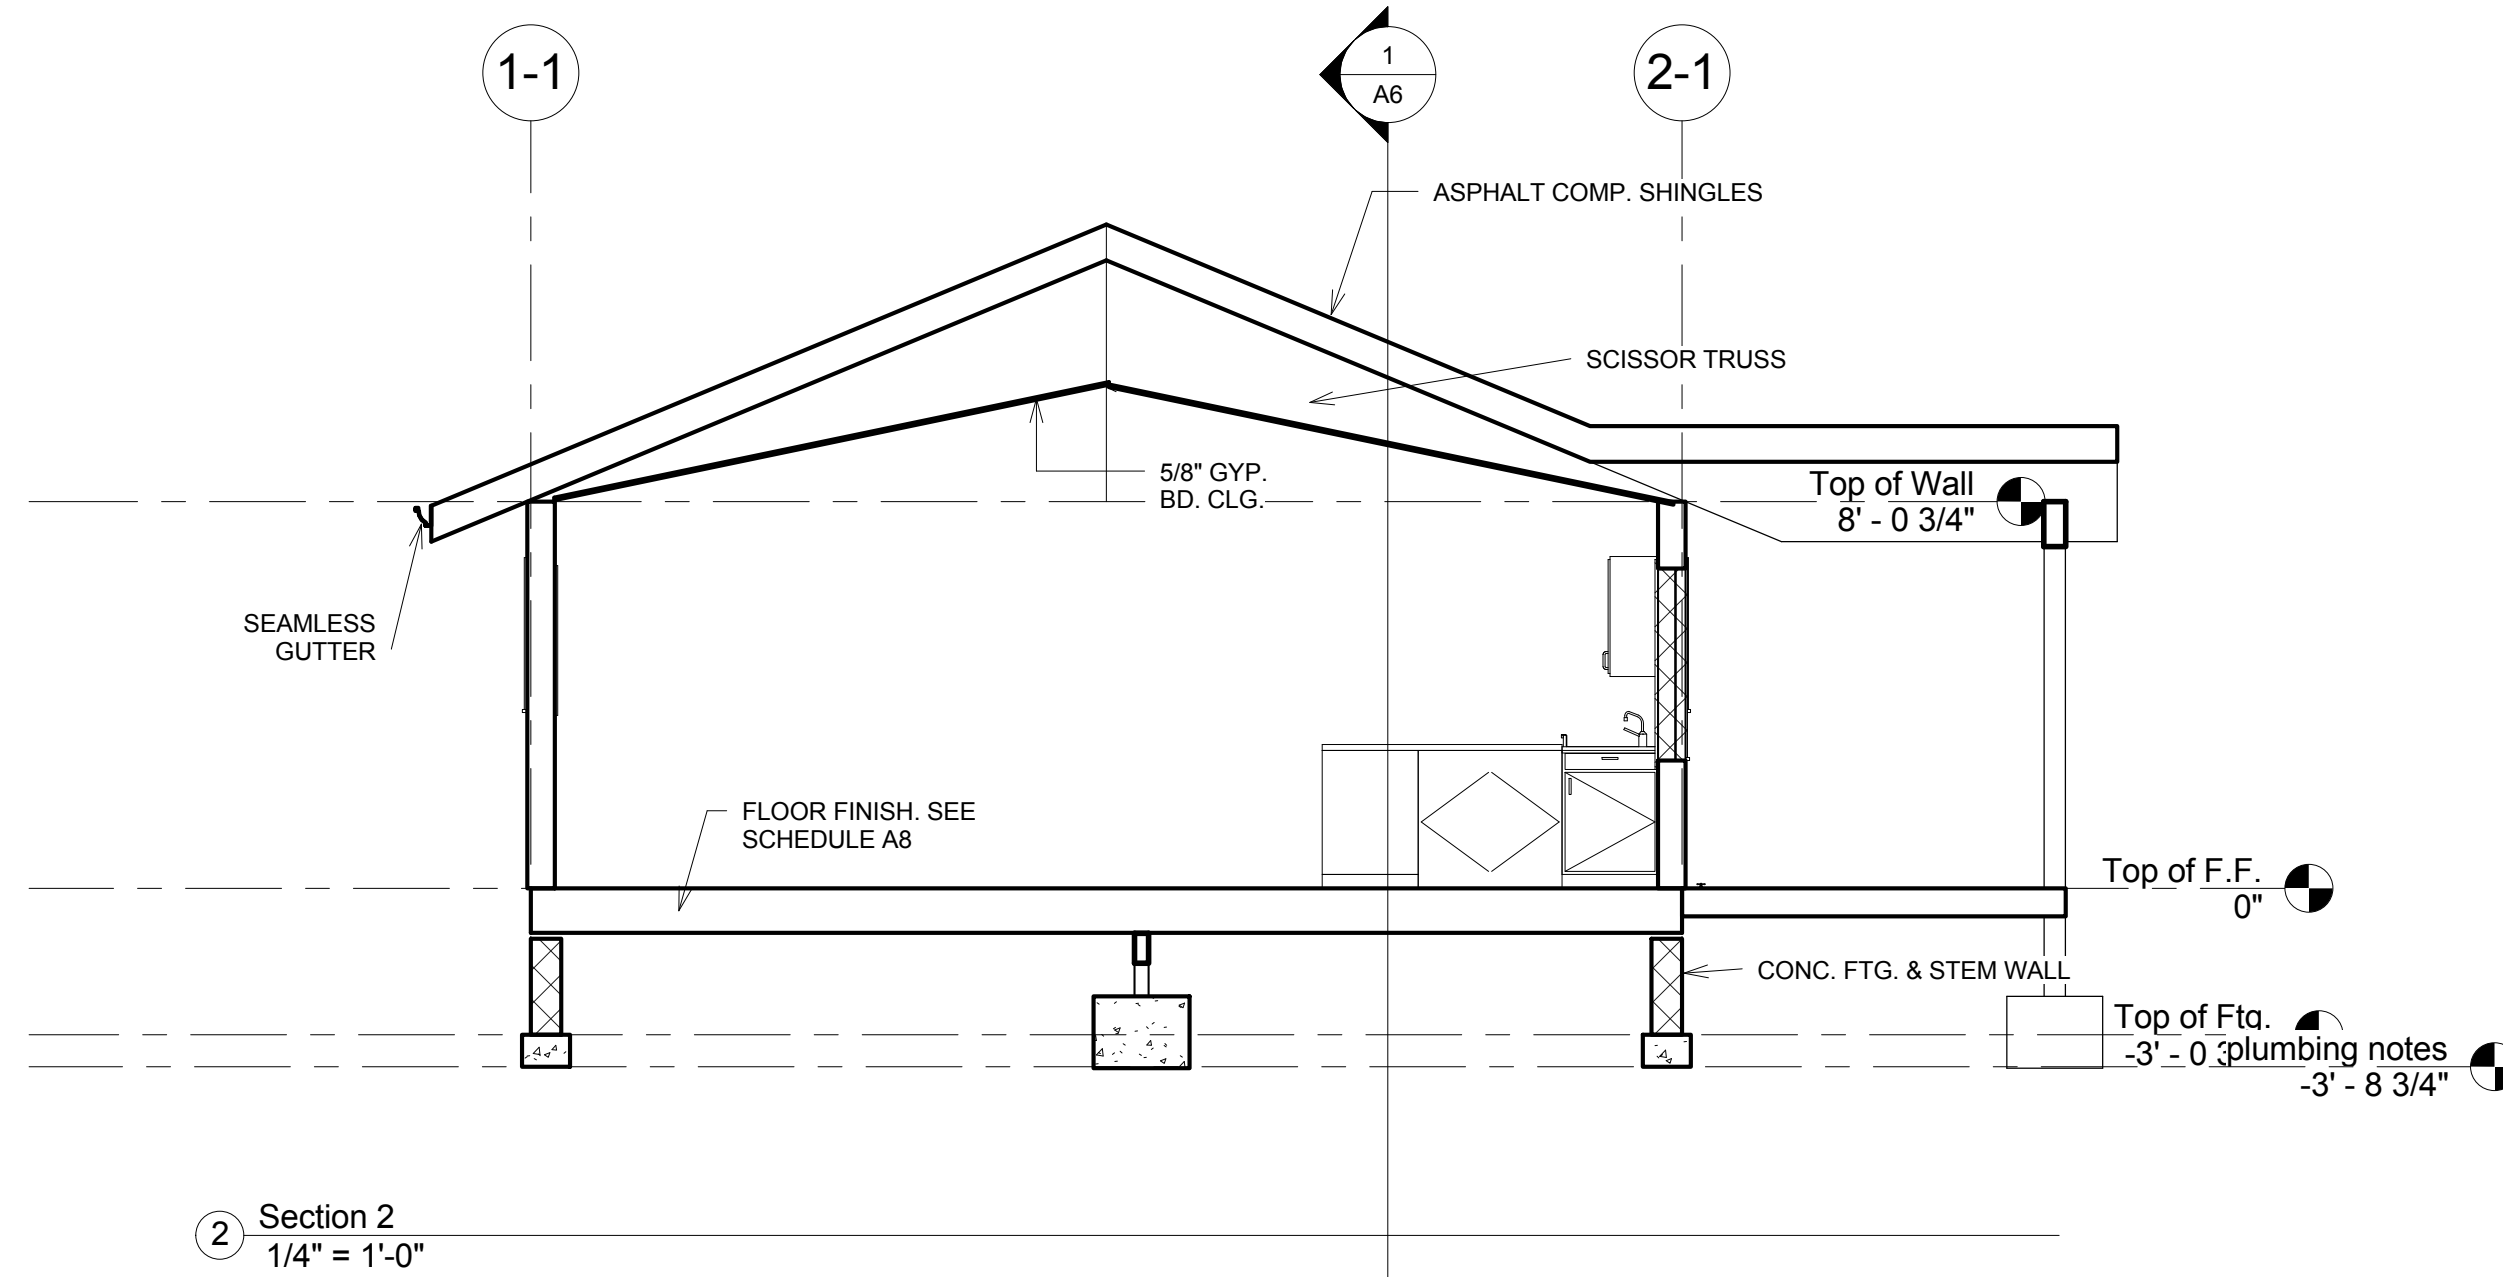 1-1
1
A6
2-1
ASPHALT COMP. SHINGLES
SCISSOR TRUSS
5/8" GYP.
BD. CLG.
Top of Wall
8' - 0 3/4"
SEAMLESS
GUTTER
FLOOR FINISH. SEE
SCHEDULE A8
Top of F.F.
0"
CONC. FTG. & STEM WALL
Top of Ftg.
-3' - 0
plumbing notes
-3' - 8 3/4"
2
Section 2
1/4" = 1'-0"